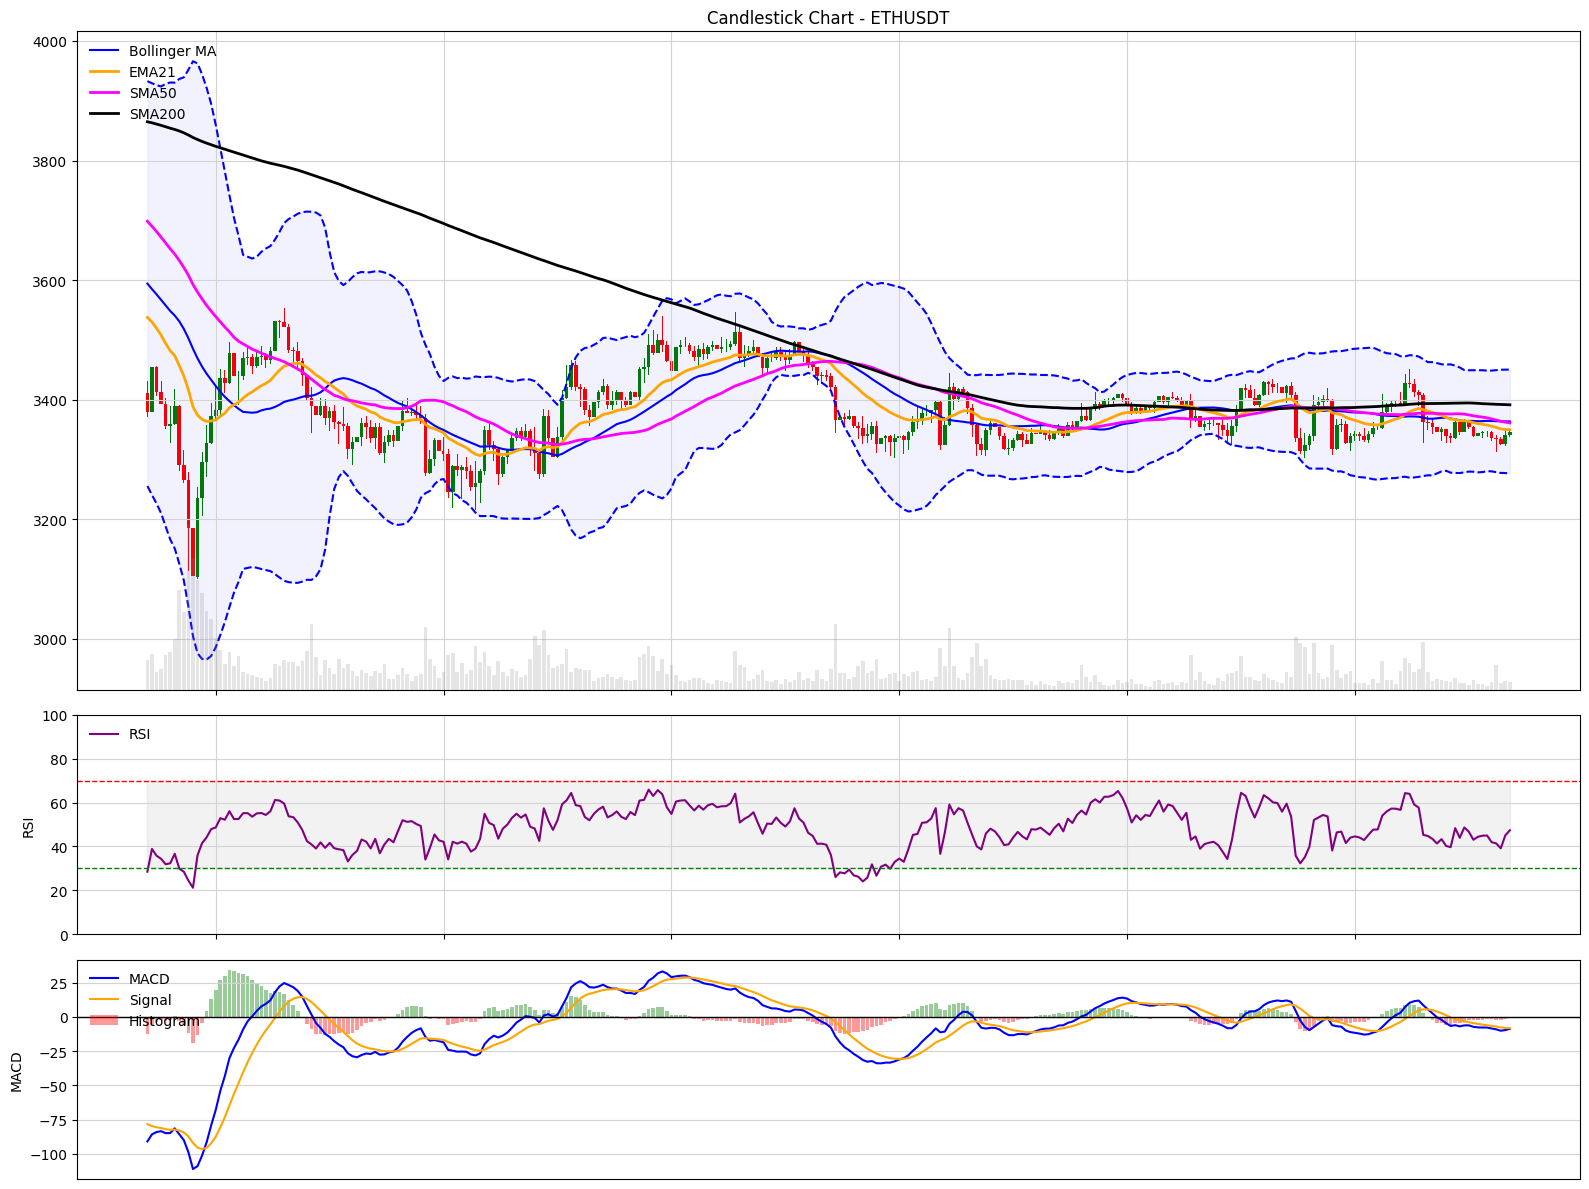 Candlestick Chart - ETHUSDT
4000
3800
3600
3400
3200
3000
Bollinger MA
EMA21
SMA50
SMA200
100
80
60
40
20
0
RSI
RSI
25
0
−25
−50
−75
−100
MACD
MACD
Signal
Histogram